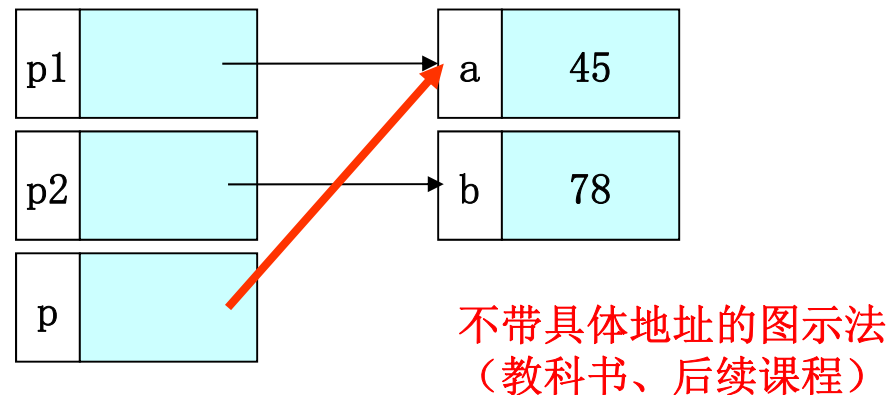 p1 a 45
p2 b 78
p
不带具体地址的图示法
（教科书、后续课程）